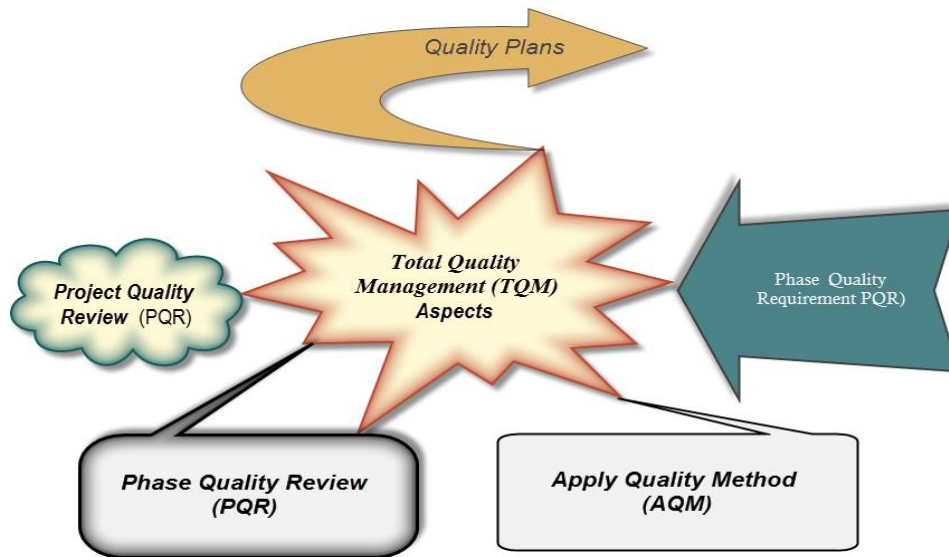 Quality Plans
Total Quality
Management (TQM)
Aspects
Project Quality
Review (PQR)
Phase Quality
Requirement PQR)
Phase Quality Review
(PQR)
Apply Quality Method
(AQM)